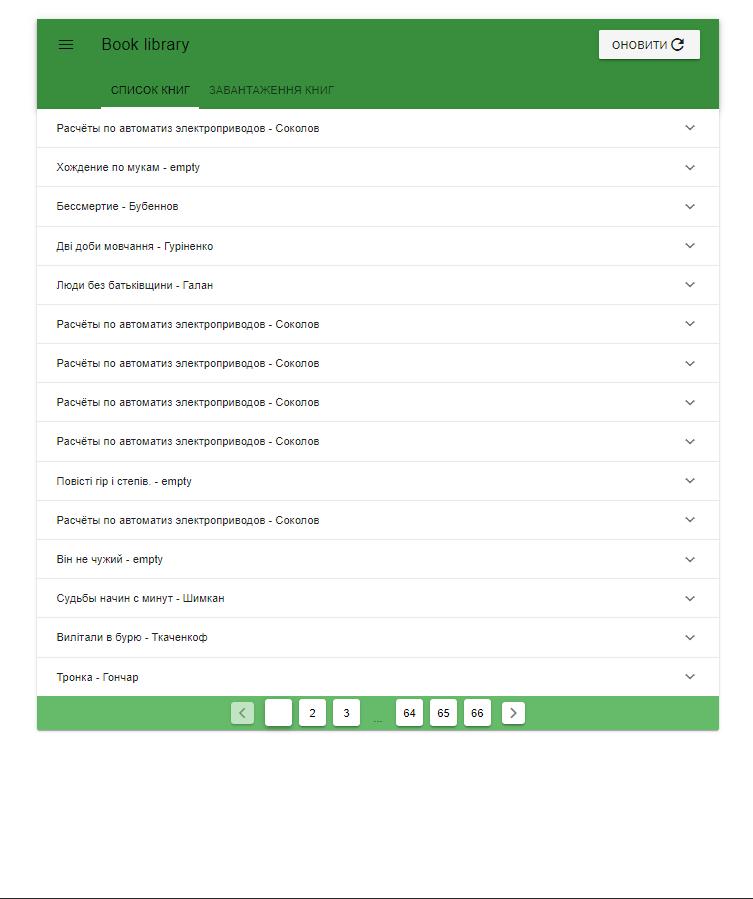 Book library
ОНОВИТИ
СПИСОК КНИГ ЗАВАНТАЖЕННЯ КНИГ
Расчёты по автоматиз электроприводов - Соколов
Хождение по мукам - empty
Бессмертие - Бубеннов
Дві доби мовчання - Гуріненко
Люди без батьківщини - Галан
Расчёты по автоматиз электроприводов - Соколов
Расчёты по автоматиз электроприводов - Соколов
Расчёты по автоматиз электроприводов - Соколов
Расчёты по автоматиз электроприводов - Соколов
Повісті гір і степів. - empty
Расчёты по автоматиз электроприводов - Соколов
Він не чужий - empty
Судьбы начин с минут - Шимкан
Вилітали в бурю - Ткаченкоф
Тронка - Гончар
2 3 ... 64 65 66